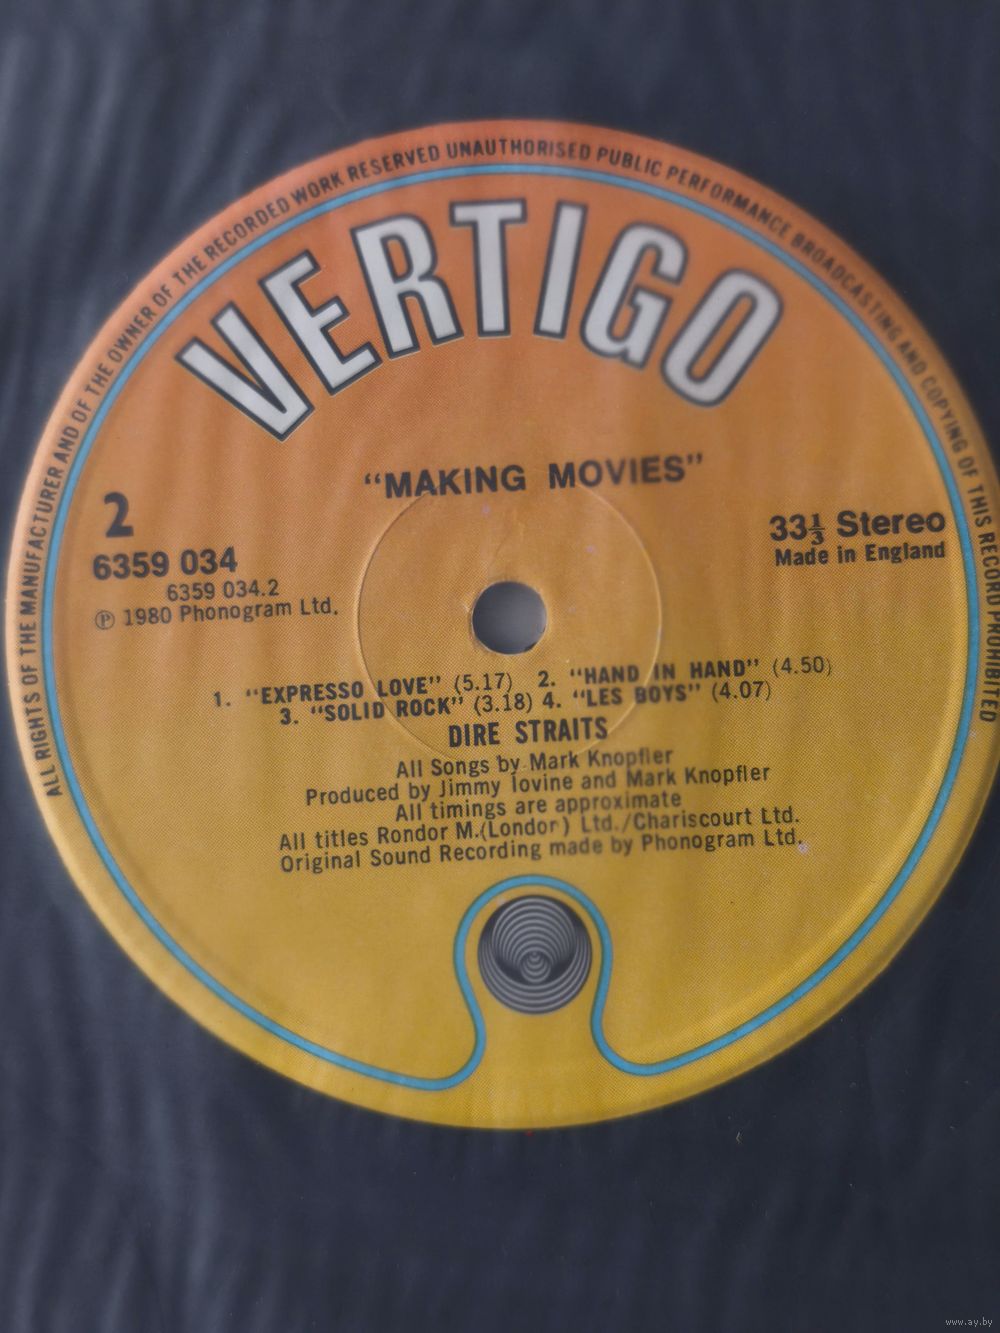 ALL RIGHTS OF THE MANUFACTURER AND OF THE OWNER OF THE RECORDED WORK RESERVED UNAUTHORISED PUBLIC PERFORMANCE BROADCASTING AND COPYING OF THIS RECORD PROHIBITED
VERTIGO
“MAKING MOVIES”
2
6359 034
6359 034.2
℗ 1980 Phonogram Ltd.
33⅓ Stereo
Made in England
1. “EXPRESSO LOVE” (5.17) 2. “HAND IN HAND” (4.50)
3. “SOLID ROCK” (3.18) 4. “LES BOYS” (4.07)
DIRE STRAITS
All Songs by Mark Knopfler
Produced by Jimmy Iovine and Mark Knopfler
All timings are approximate
All titles Rondor M.(London) Ltd./Chariscourt Ltd.
Original Sound Recording made by Phonogram Ltd.
www.ay.by